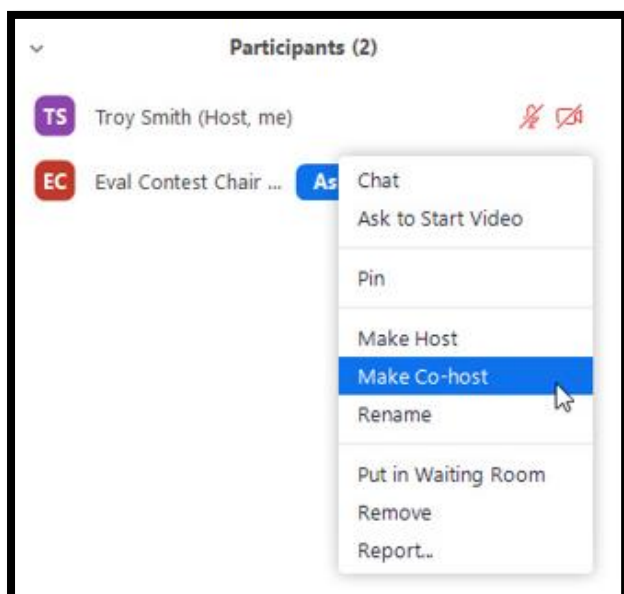 Participants (2)
TS Troy Smith (Host, me)
EC Eval Contest Chair ... As
Chat
Ask to Start Video
Pin
Make Host
Make Co-host
Rename
Put in Waiting Room
Remove
Report...